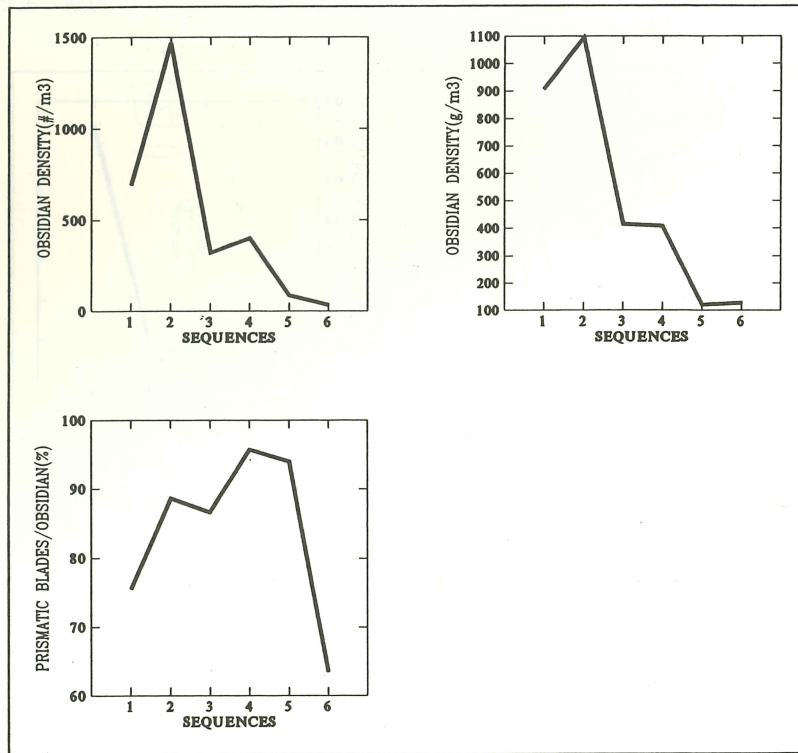 OBSIDIAN DENSITY(#/m3)
1500
1000
500
0
1 2 3 4 5 6
SEQUENCES
OBSIDIAN DENSITY(g/m3)
1100
1000
900
800
700
600
500
400
300
200
100
1 2 3 4 5 6
SEQUENCES
PRISMATIC BLADES/OBSIDIAN(%)
100
90
80
70
60
1 2 3 4 5 6
SEQUENCES